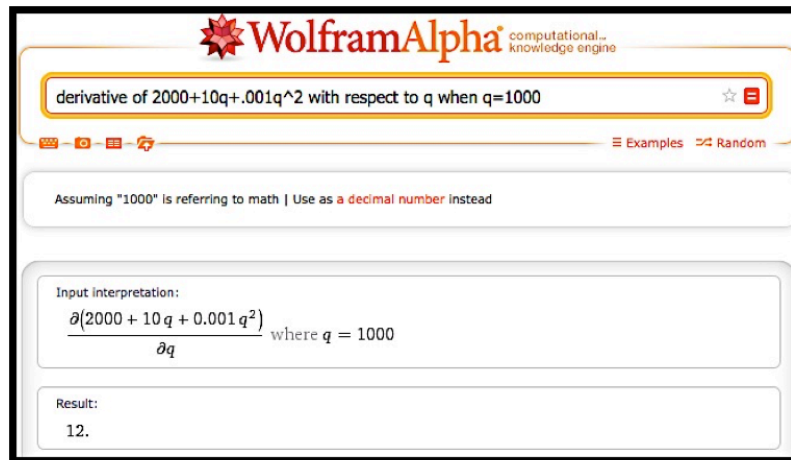 WolframAlpha computational... knowledge engine
derivative of 2000+10q+.001q^2 with respect to q when q=1000
Examples Random
Assuming "1000" is referring to math | Use as a decimal number instead
Input interpretation:
∂(2000 + 10 q + 0.001 q²)
∂q
where q = 1000
Result:
12.